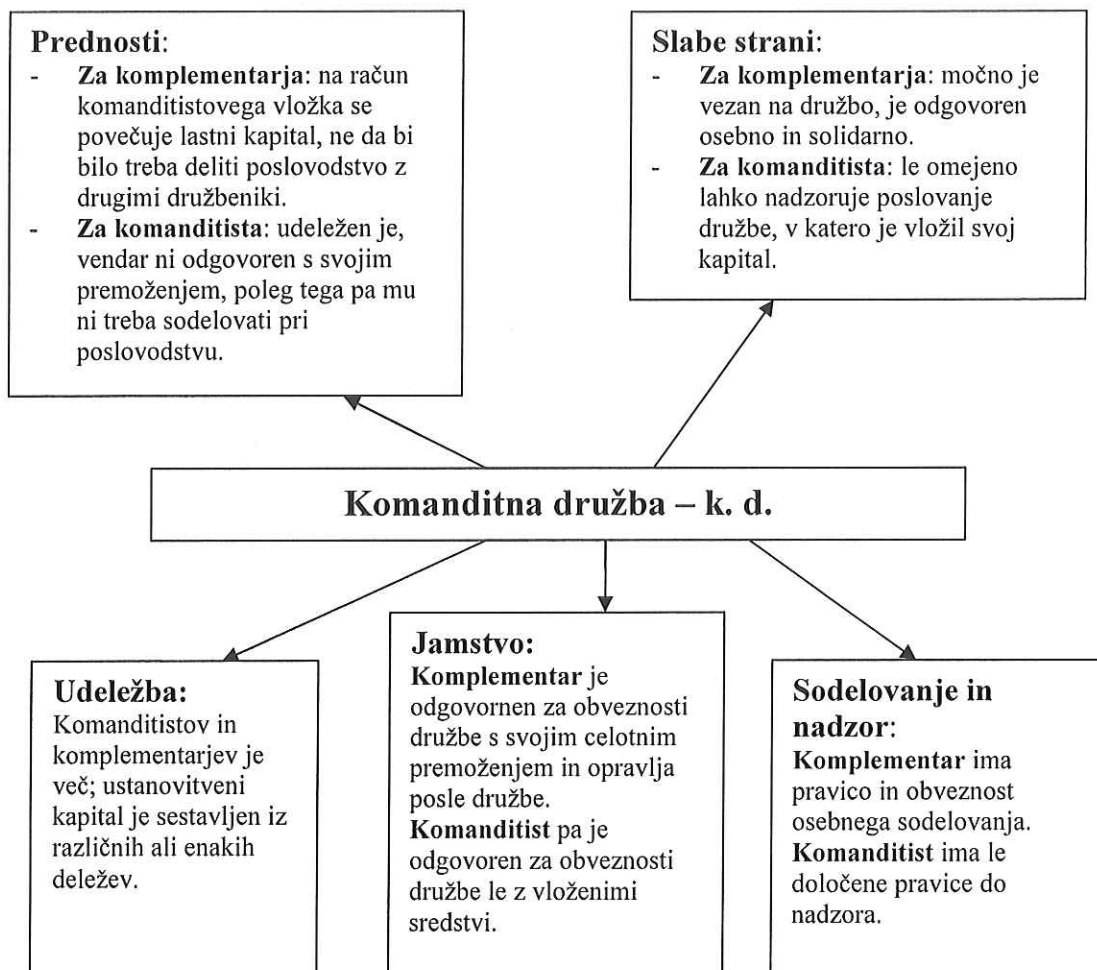 Prednosti:
- Za komplementarja: na račun
komanditistovega vložka se
povečuje lastni kapital, ne da bi
bilo treba deliti poslovodstvo z
drugimi družbeniki.
- Za komanditista: udeležen je,
vendar ni odgovoren s svojim
premoženjem, poleg tega pa mu
ni treba sodelovati pri
poslovodstvu.
Slabe strani:
- Za komplementarja: močno je
vezan na družbo, je odgovoren
osebno in solidarno.
- Za komanditista: le omejeno
lahko nadzoruje poslovanje
družbe, v katero je vložil svoj
kapital.
Komanditna družba – k. d.
Udeležba:
Komanditistov in
komplementarjev je
več; ustanovitveni
kapital je sestavljen iz
različnih ali enakih
deležev.
Jamstvo:
Komplementar je
odgovornen za obveznosti
družbe s svojim celotnim
premoženjem in opravlja
posle družbe.
Komanditist pa je
odgovoren za obveznosti
družbe le z vloženimi
sredstvi.
Sodelovanje in
nadzor:
Komplementar ima
pravico in obveznost
osebnega sodelovanja.
Komanditist ima le
določene pravice do
nadzora.